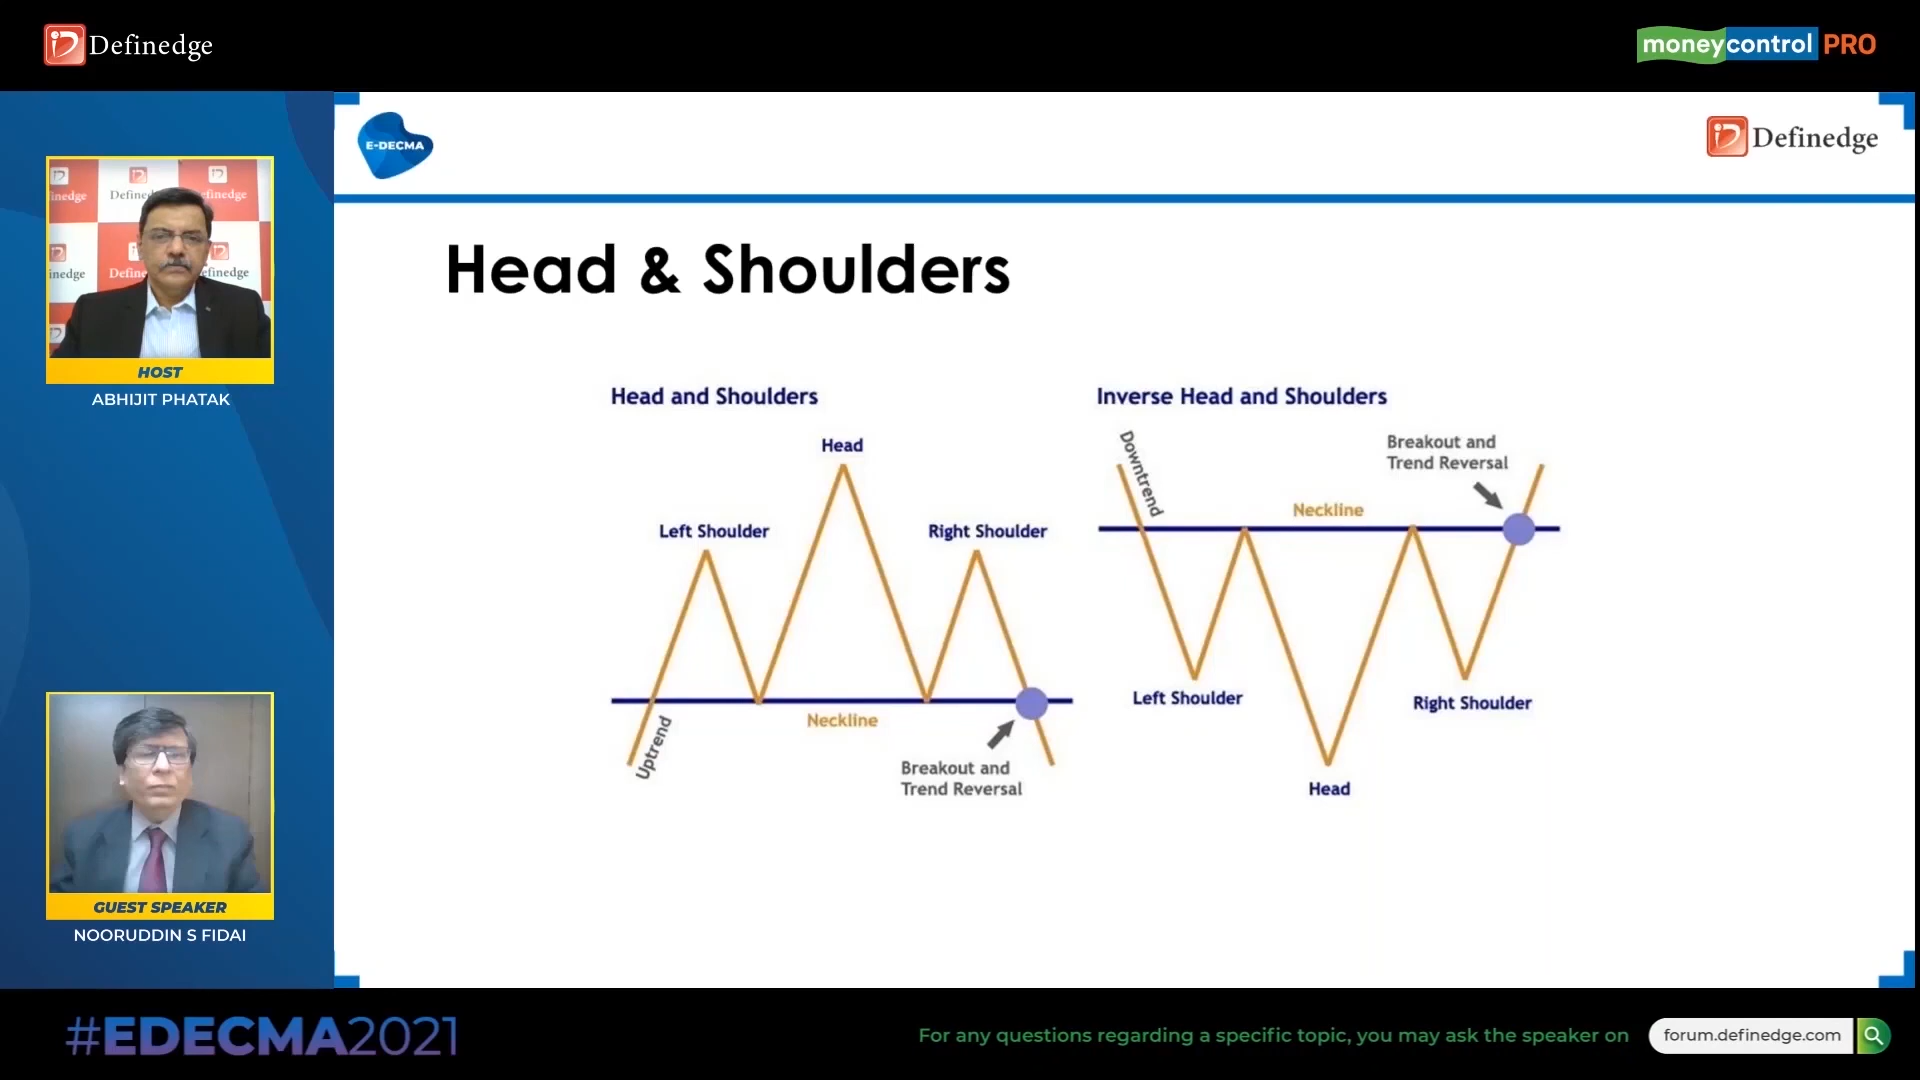 Definedge
moneycontrol PRO
E-DECMA
Definedge
Definedge
HOST
ABHIJIT PHATAK
GUEST SPEAKER
NOORUDDIN S FIDAI
Head & Shoulders
Head and Shoulders
Head
Left Shoulder
Right Shoulder
Neckline
Uptrend
Breakout and
Trend Reversal
Inverse Head and Shoulders
Downtrend
Breakout and
Trend Reversal
Neckline
Left Shoulder
Right Shoulder
Head
#EDECMA2021
For any questions regarding a specific topic, you may ask the speaker on
forum.definedge.com